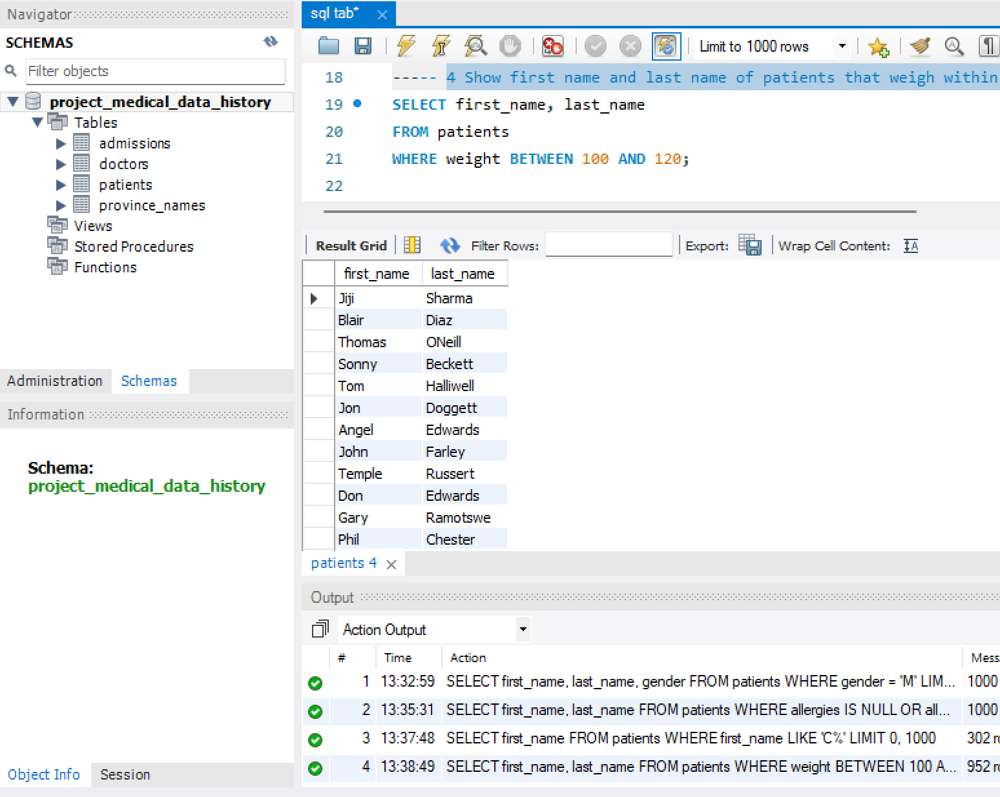 Navigator
SCHEMAS
Filter objects
project_medical_data_history
Tables
admissions
doctors
patients
province_names
Views
Stored Procedures
Functions
Administration Schemas
Information
Schema:
project_medical_data_history
Object Info Session
sql tab*
Limit to 1000 rows
18 ----- 4 Show first name and last name of patients that weigh within
19 SELECT first_name, last_name
20 FROM patients
21 WHERE weight BETWEEN 100 AND 120;
22
Result Grid Filter Rows: Export: Wrap Cell Content:
first_name last_name
Jiji Sharma
Blair Diaz
Thomas ONeill
Sonny Beckett
Tom Halliwell
Jon Doggett
Angel Edwards
John Farley
Temple Russert
Don Edwards
Gary Ramotswe
Phil Chester
patients 4
Output
Action Output
# Time Action Mess
1 13:32:59 SELECT first_name, last_name, gender FROM patients WHERE gender = 'M' LIM... 1000
2 13:35:31 SELECT first_name, last_name FROM patients WHERE allergies IS NULL OR all... 1000
3 13:37:48 SELECT first_name FROM patients WHERE first_name LIKE 'C%' LIMIT 0, 1000 302 ro
4 13:38:49 SELECT first_name, last_name FROM patients WHERE weight BETWEEN 100 A... 952 ro